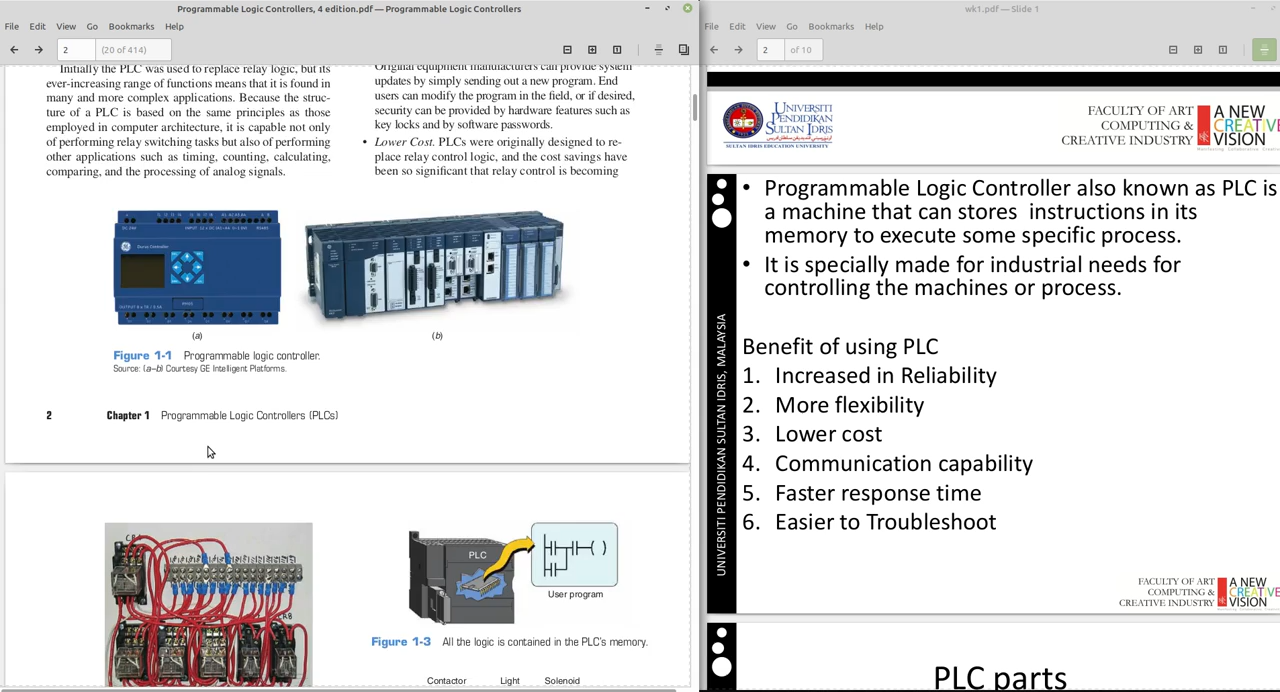 Programmable Logic Controllers, 4 edition.pdf — Programmable Logic Controllers
File Edit View Go Bookmarks Help
2 (20 of 414)
Initially the PLC was used to replace relay logic, but its
ever-increasing range of functions means that it is found in
many and more complex applications. Because the struc-
ture of a PLC is based on the same principles as those
employed in computer architecture, it is capable not only
of performing relay switching tasks but also of performing
other applications such as timing, counting, calculating,
comparing, and the processing of analog signals.
Original equipment manufacturers can provide system
updates by simply sending out a new program. End
users can modify the program in the field, or if desired,
security can be provided by hardware features such as
key locks and by software passwords.
• Lower Cost. PLCs were originally designed to re-
place relay control logic, and the cost savings have
been so significant that relay control is becoming
(a)
(b)
Figure 1-1 Programmable logic controller.
Source: (a–b) Courtesy GE Intelligent Platforms.
2 Chapter 1 Programmable Logic Controllers (PLCs)
PLC
User program
Figure 1-3 All the logic is contained in the PLC's memory.
Contactor Light Solenoid
wk1.pdf — Slide 1
File Edit View Go Bookmarks Help
2 of 10
UNIVERSITI
PENDIDIKAN
SULTAN IDRIS
SULTAN IDRIS EDUCATION UNIVERSITY
FACULTY OF ART
COMPUTING &
CREATIVE INDUSTRY
A NEW
CREATIVE
VISION
• Programmable Logic Controller also known as PLC is
a machine that can stores instructions in its
memory to execute some specific process.
• It is specially made for industrial needs for
controlling the machines or process.
Benefit of using PLC
1. Increased in Reliability
2. More flexibility
3. Lower cost
4. Communication capability
5. Faster response time
6. Easier to Troubleshoot
UNIVERSITI PENDIDIKAN SULTAN IDRIS, MALAYSIA
FACULTY OF ART
COMPUTING &
CREATIVE INDUSTRY
A NEW
CREATIVE
VISION
PLC parts